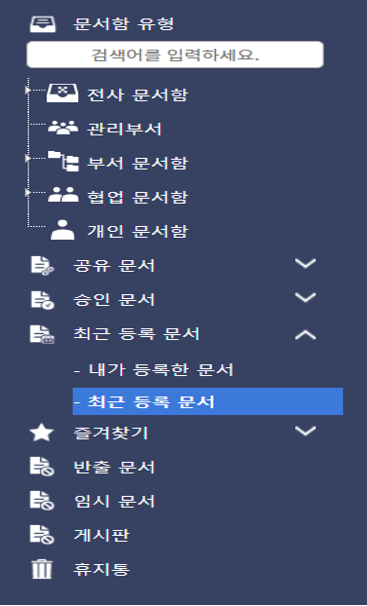 문서함 유형
검색어를 입력하세요.
전사 문서함
관리부서
부서 문서함
협업 문서함
개인 문서함
공유 문서
승인 문서
최근 등록 문서
- 내가 등록한 문서
- 최근 등록 문서
즐겨찾기
반출 문서
임시 문서
게시판
휴지통